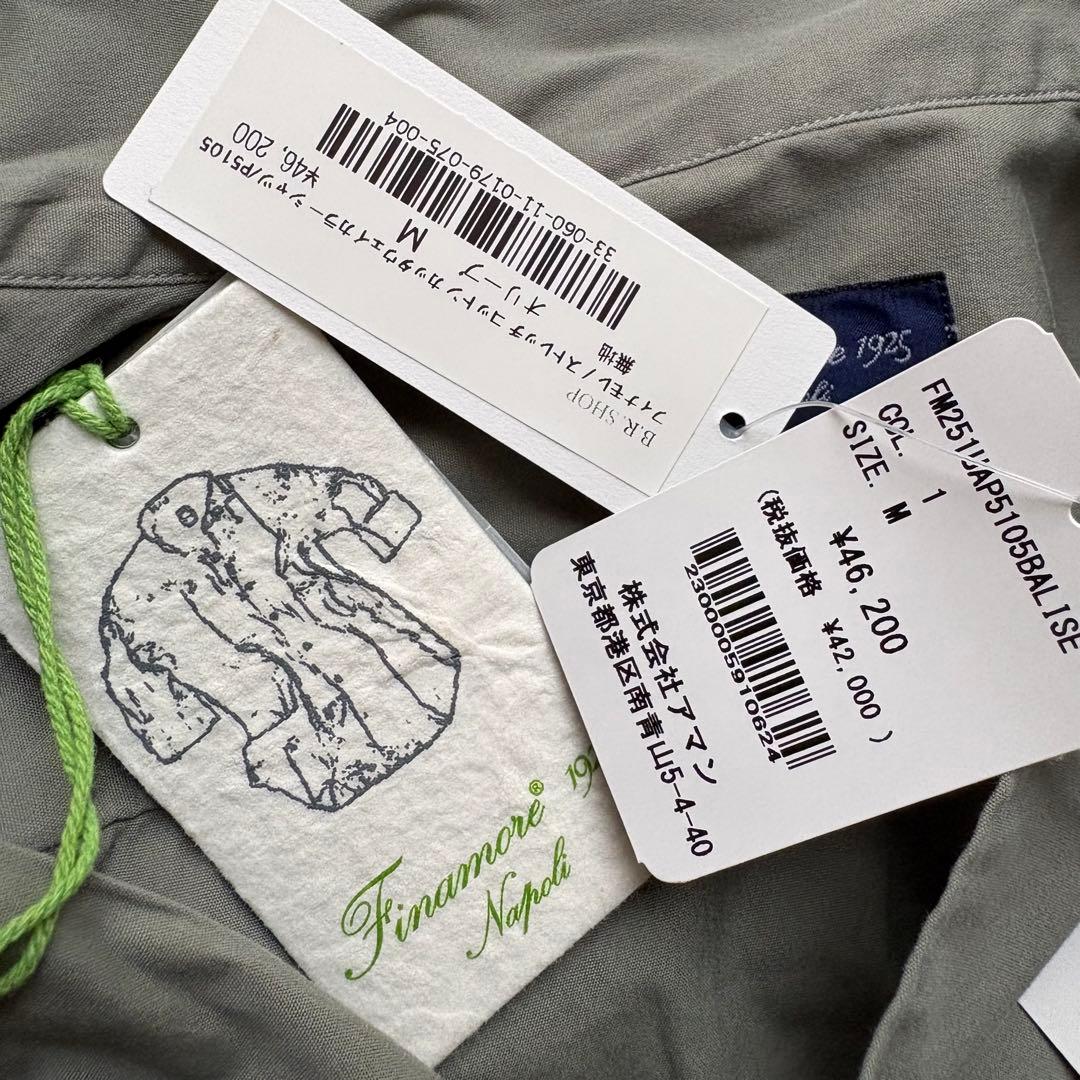 B.R.SHOP
フィナモレ/ストレッチコットンカッタウェイカラーシャツ/P5105
無地
オリーブ
M
¥46,200
33-060-11-0179-075-004
1925
COL. 1
SIZE. M
¥46,200
(税抜価格 ¥42,000)
2300005910624
株式会社アマン
東京都港区南青山5-4-40
Finamore®
Napoli